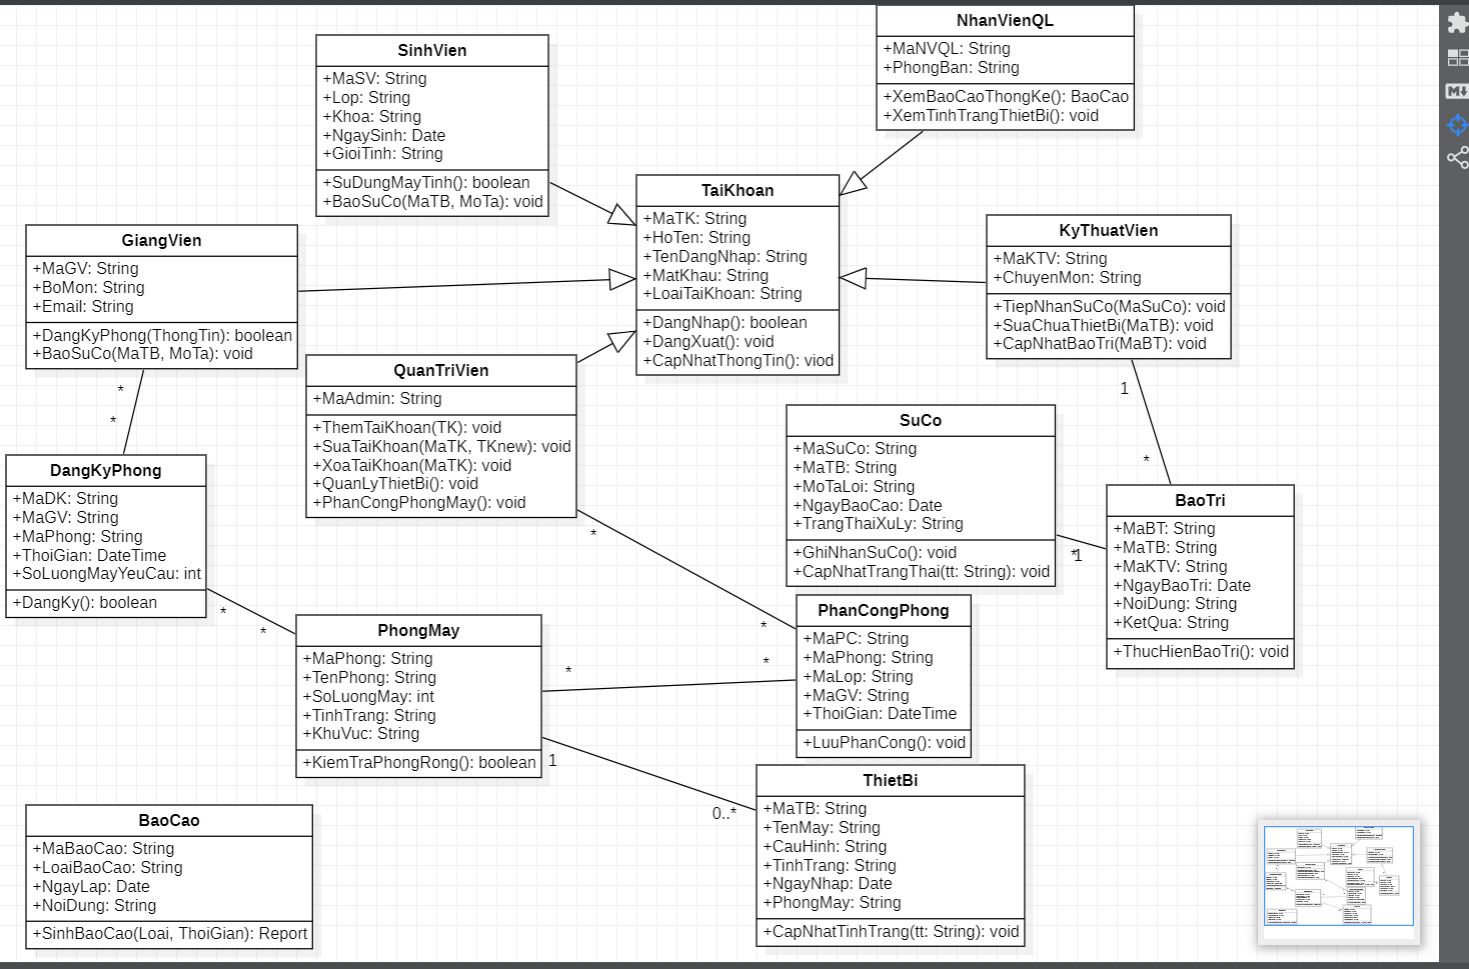 NhanVienQL
+MaNVQL: String
+PhongBan: String
+XemBaoCaoThongKe(): BaoCao
+XemTinhTrangThietBi(): void
SinhVien
+MaSV: String
+Lop: String
+Khoa: String
+NgaySinh: Date
+GioiTinh: String
+SuDungMayTinh(): boolean
+BaoSuCo(MaTB, MoTa): void
TaiKhoan
+MaTK: String
+HoTen: String
+TenDangNhap: String
+MatKhau: String
+LoaiTaiKhoan: String
+DangNhap(): boolean
+DangXuat(): void
+CapNhatThongTin(): viod
KyThuatVien
+MaKTV: String
+ChuyenMon: String
+TiepNhanSuCo(MaSuCo): void
+SuaChuaThietBi(MaTB): void
+CapNhatBaoTri(MaBT): void
GiangVien
+MaGV: String
+BoMon: String
+Email: String
+DangKyPhong(ThongTin): boolean
+BaoSuCo(MaTB, MoTa): void
QuanTriVien
+MaAdmin: String
+ThemTaiKhoan(TK): void
+SuaTaiKhoan(MaTK, TKnew): void
+XoaTaiKhoan(MaTK): void
+QuanLyThietBi(): void
+PhanCongPhongMay(): void
*
*
1
*
SuCo
+MaSuCo: String
+MaTB: String
+MoTaLoi: String
+NgayBaoCao: Date
+TrangThaiXuLy: String
+GhiNhanSuCo(): void
+CapNhatTrangThai(tt: String): void
*
1
BaoTri
+MaBT: String
+MaTB: String
+MaKTV: String
+NgayBaoTri: Date
+NoiDung: String
+KetQua: String
+ThucHienBaoTri(): void
DangKyPhong
+MaDK: String
+MaGV: String
+MaPhong: String
+ThoiGian: DateTime
+SoLuongMayYeuCau: int
+DangKy(): boolean
*
*
*
*
PhongMay
+MaPhong: String
+TenPhong: String
+SoLuongMay: int
+TinhTrang: String
+KhuVuc: String
+KiemTraPhongRong(): boolean
*
*
PhanCongPhong
+MaPC: String
+MaPhong: String
+MaLop: String
+MaGV: String
+ThoiGian: DateTime
+LuuPhanCong(): void
1
0..*
ThietBi
+MaTB: String
+TenMay: String
+CauHinh: String
+TinhTrang: String
+NgayNhap: Date
+PhongMay: String
+CapNhatTinhTrang(tt: String): void
BaoCao
+MaBaoCao: String
+LoaiBaoCao: String
+NgayLap: Date
+NoiDung: String
+SinhBaoCao(Loai, ThoiGian): Report
M